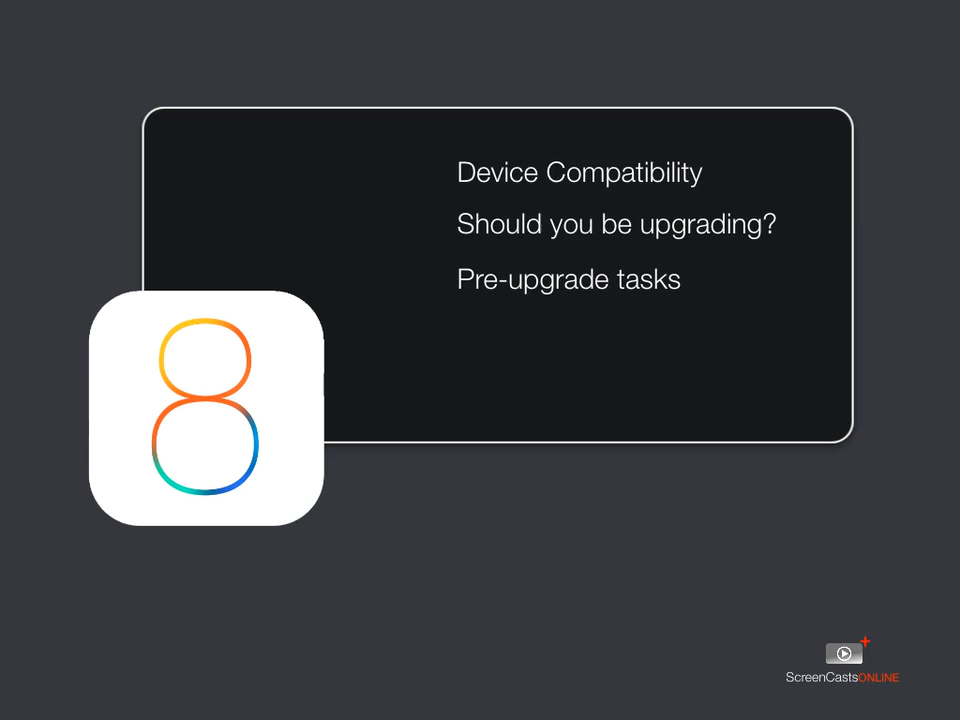 Device Compatibility
Should you be upgrading?
Pre-upgrade tasks
8
ScreenCastsONLINE